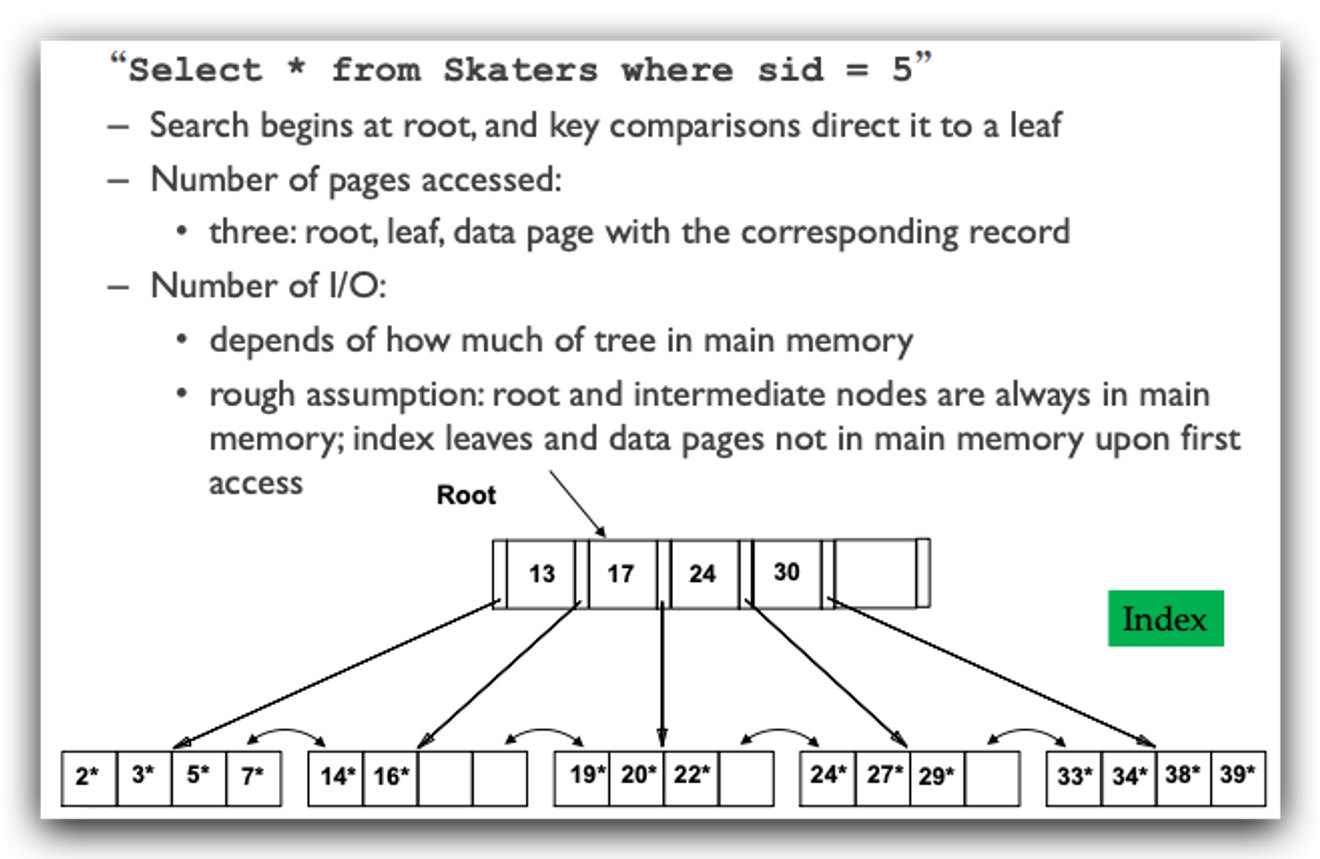 “Select * from Skaters where sid = 5”
– Search begins at root, and key comparisons direct it to a leaf
– Number of pages accessed:
• three: root, leaf, data page with the corresponding record
– Number of I/O:
• depends of how much of tree in main memory
• rough assumption: root and intermediate nodes are always in main
memory; index leaves and data pages not in main memory upon first
access
Root
13 17 24 30
Index
2* 3* 5* 7* 14* 16* 19* 20* 22* 24* 27* 29* 33* 34* 38* 39*